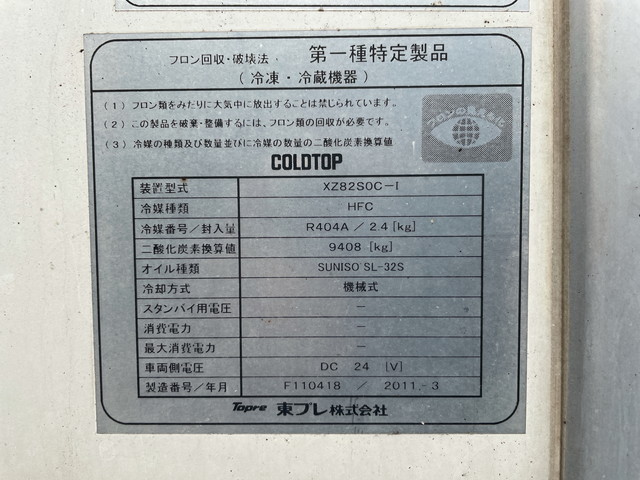 フロン回収・破壊法 第一種特定製品
(冷凍・冷蔵機器)
(1) フロン類をみだりに大気中に放出することは禁じられています。
(2) この製品を廃棄・整備するには、フロン類の回収が必要です。
(3) 冷媒の種類及び数量並びに冷媒の数量の二酸化炭素換算値
フロンの見える化
COLDTOP
装置型式 XZ82S0C-I
冷媒種類 HFC
冷媒番号/封入量 R404A / 2.4 [kg]
二酸化炭素換算値 9408 [kg]
オイル種類 SUNISO SL-32S
冷却方式 機械式
スタンバイ用電圧 —
消費電力 —
最大消費電力 —
車両側電圧 DC 24 [V]
製造番号/年月 F110418 / 2011.-3
Topre 東プレ株式会社